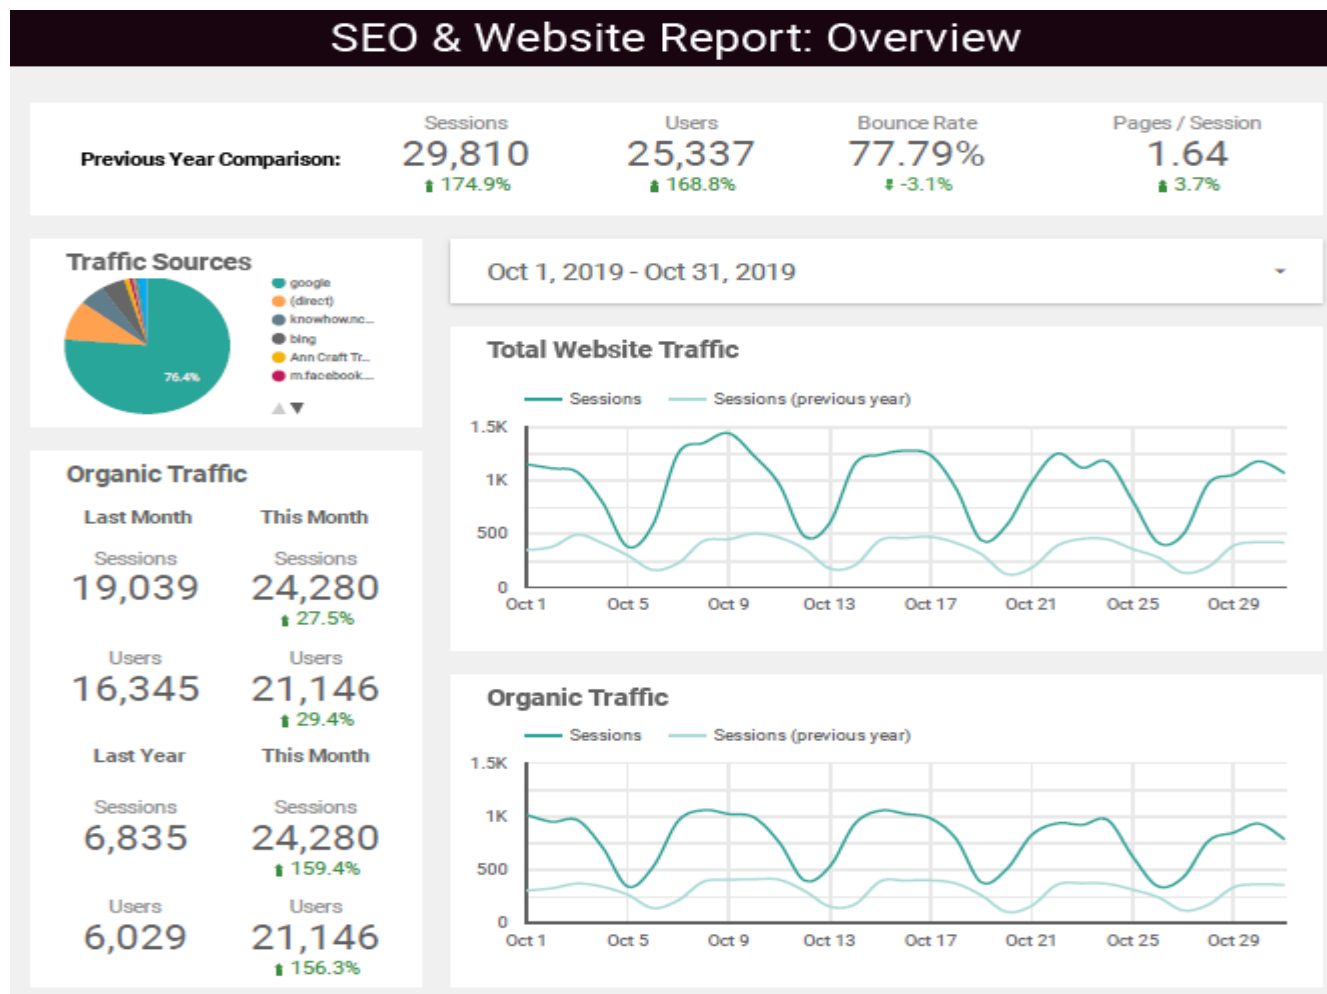 SEO & Website Report: Overview
Previous Year Comparison:
Sessions
29,810
174.9%
Users
25,337
168.8%
Bounce Rate
77.79%
-3.1%
Pages / Session
1.64
3.7%
Traffic Sources
76.4%
google
(direct)
knowhow.nc...
bing
Ann Craft Tr...
m.facebook....
Oct 1, 2019 - Oct 31, 2019
Total Website Traffic
Sessions Sessions (previous year)
1.5K
1K
500
0
Oct 1 Oct 5 Oct 9 Oct 13 Oct 17 Oct 21 Oct 25 Oct 29
Organic Traffic
Last Month This Month
Sessions Sessions
19,039 24,280
27.5%
Users Users
16,345 21,146
29.4%
Last Year This Month
Sessions Sessions
6,835 24,280
159.4%
Users Users
6,029 21,146
156.3%
Organic Traffic
Sessions Sessions (previous year)
1.5K
1K
500
0
Oct 1 Oct 5 Oct 9 Oct 13 Oct 17 Oct 21 Oct 25 Oct 29